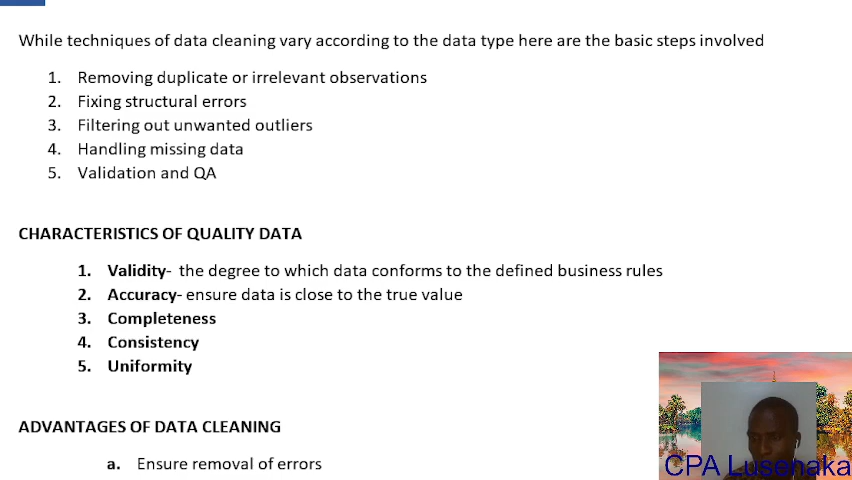 While techniques of data cleaning vary according to the data type here are the basic steps involved
1. Removing duplicate or irrelevant observations
2. Fixing structural errors
3. Filtering out unwanted outliers
4. Handling missing data
5. Validation and QA
CHARACTERISTICS OF QUALITY DATA
1. Validity- the degree to which data conforms to the defined business rules
2. Accuracy- ensure data is close to the true value
3. Completeness
4. Consistency
5. Uniformity
ADVANTAGES OF DATA CLEANING
a. Ensure removal of errors
CPA Lusenaka